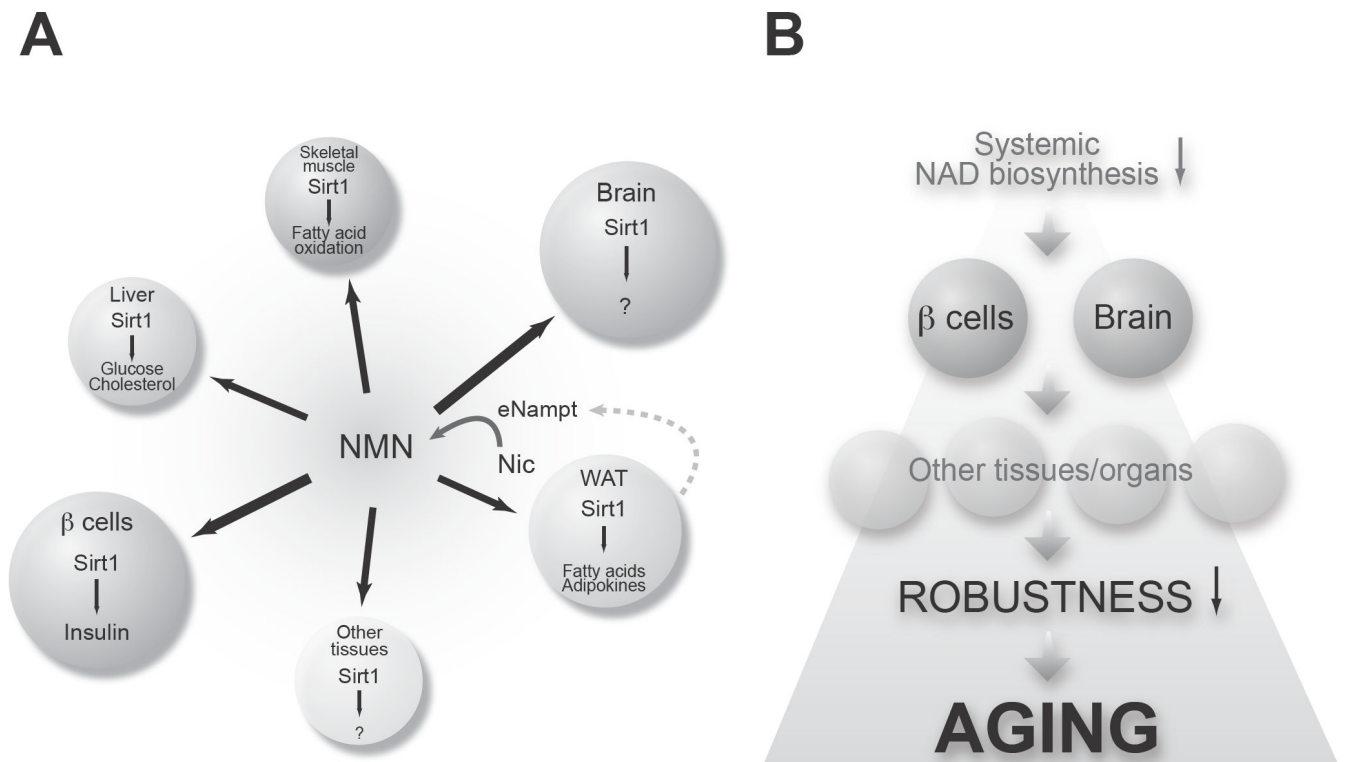 A
Skeletal
muscle
Sirt1
Fatty acid
oxidation
Brain
Sirt1
?
Liver
Sirt1
Glucose
Cholesterol
eNampt
NMN
Nic
WAT
Sirt1
Fatty acids
Adipokines
β cells
Sirt1
Insulin
Other
tissues
Sirt1
?
B
Systemic
NAD biosynthesis
β cells
Brain
Other tissues/organs
ROBUSTNESS
AGING